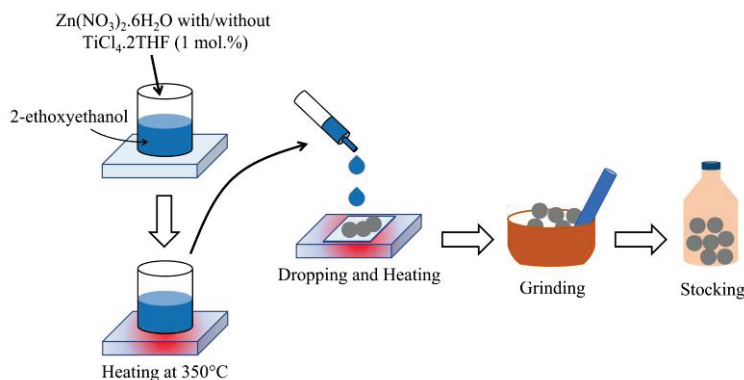 Zn(NO₃)₂.6H₂O with/without
TiCl₄.2THF (1 mol.%)
2-ethoxyethanol
Heating at 350°C
Dropping and Heating
Grinding
Stocking